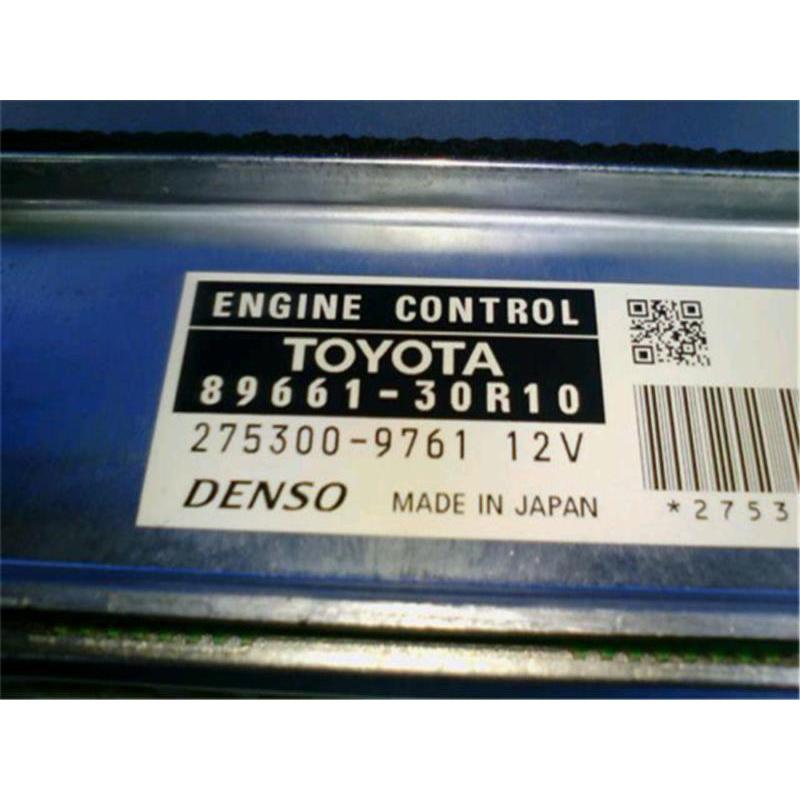 ENGINE CONTROL
TOYOTA
89661-30R10
275300-9761 12V
DENSO MADE IN JAPAN
*2753